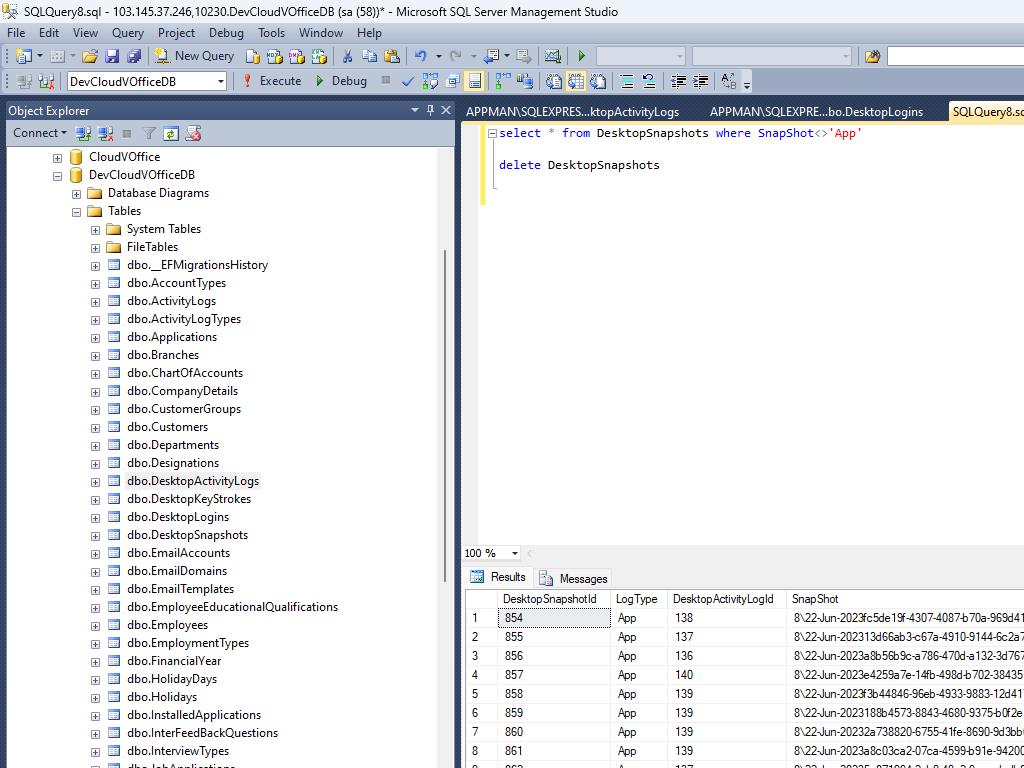 SQLQuery8.sql - 103.145.37.246,10230.DevCloudVOfficeDB (sa (58))* - Microsoft SQL Server Management Studio
File Edit View Query Project Debug Tools Window Help
New Query
DevCloudVOfficeDB Execute Debug
Object Explorer
Connect
CloudVOffice
DevCloudVOfficeDB
Database Diagrams
Tables
System Tables
FileTables
dbo.__EFMigrationsHistory
dbo.AccountTypes
dbo.ActivityLogs
dbo.ActivityLogTypes
dbo.Applications
dbo.Branches
dbo.ChartOfAccounts
dbo.CompanyDetails
dbo.CustomerGroups
dbo.Customers
dbo.Departments
dbo.Designations
dbo.DesktopActivityLogs
dbo.DesktopKeyStrokes
dbo.DesktopLogins
dbo.DesktopSnapshots
dbo.EmailAccounts
dbo.EmailDomains
dbo.EmailTemplates
dbo.EmployeeEducationalQualifications
dbo.Employees
dbo.EmploymentTypes
dbo.FinancialYear
dbo.HolidayDays
dbo.Holidays
dbo.InstalledApplications
dbo.InterFeedBackQuestions
dbo.InterviewTypes
APPMAN\SQLEXPRES...ktopActivityLogs APPMAN\SQLEXPRE...bo.DesktopLogins SQLQuery8.sq
select * from DesktopSnapshots where SnapShot<>'App'
delete DesktopSnapshots
100 %
Results Messages
DesktopSnapshotId LogType DesktopActivityLogId SnapShot
1 854 App 138 8\22-Jun-2023fc5de19f-4307-4087-b70a-969d41
2 855 App 137 8\22-Jun-202313d66ab3-c67a-4910-9144-6c2a7
3 856 App 136 8\22-Jun-2023a8b56b9c-a786-470d-a132-3d767
4 857 App 140 8\22-Jun-2023e4259a7e-14fb-498d-b702-38435
5 858 App 139 8\22-Jun-2023f3b44846-96eb-4933-9883-12d41
6 859 App 139 8\22-Jun-2023188b4573-8843-4680-9375-b0f2e
7 860 App 139 8\22-Jun-20232a738820-6755-41fe-8690-9d3bb
8 861 App 139 8\22-Jun-2023a8c03ca2-07ca-4599-b91e-94200